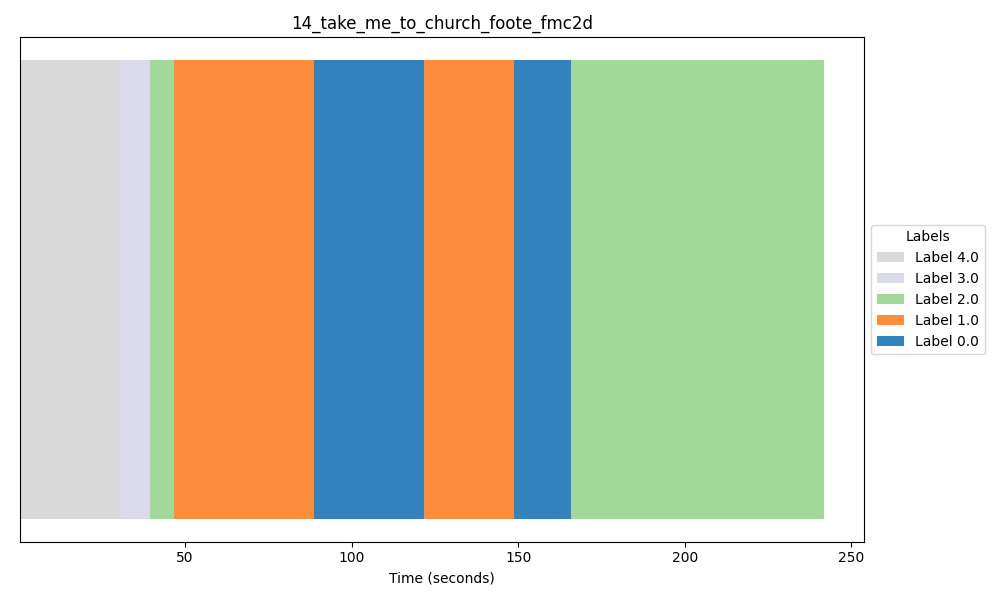 14_take_me_to_church_foote_fmc2d
Labels
Label 4.0
Label 3.0
Label 2.0
Label 1.0
Label 0.0
50
100
150
200
250
Time (seconds)